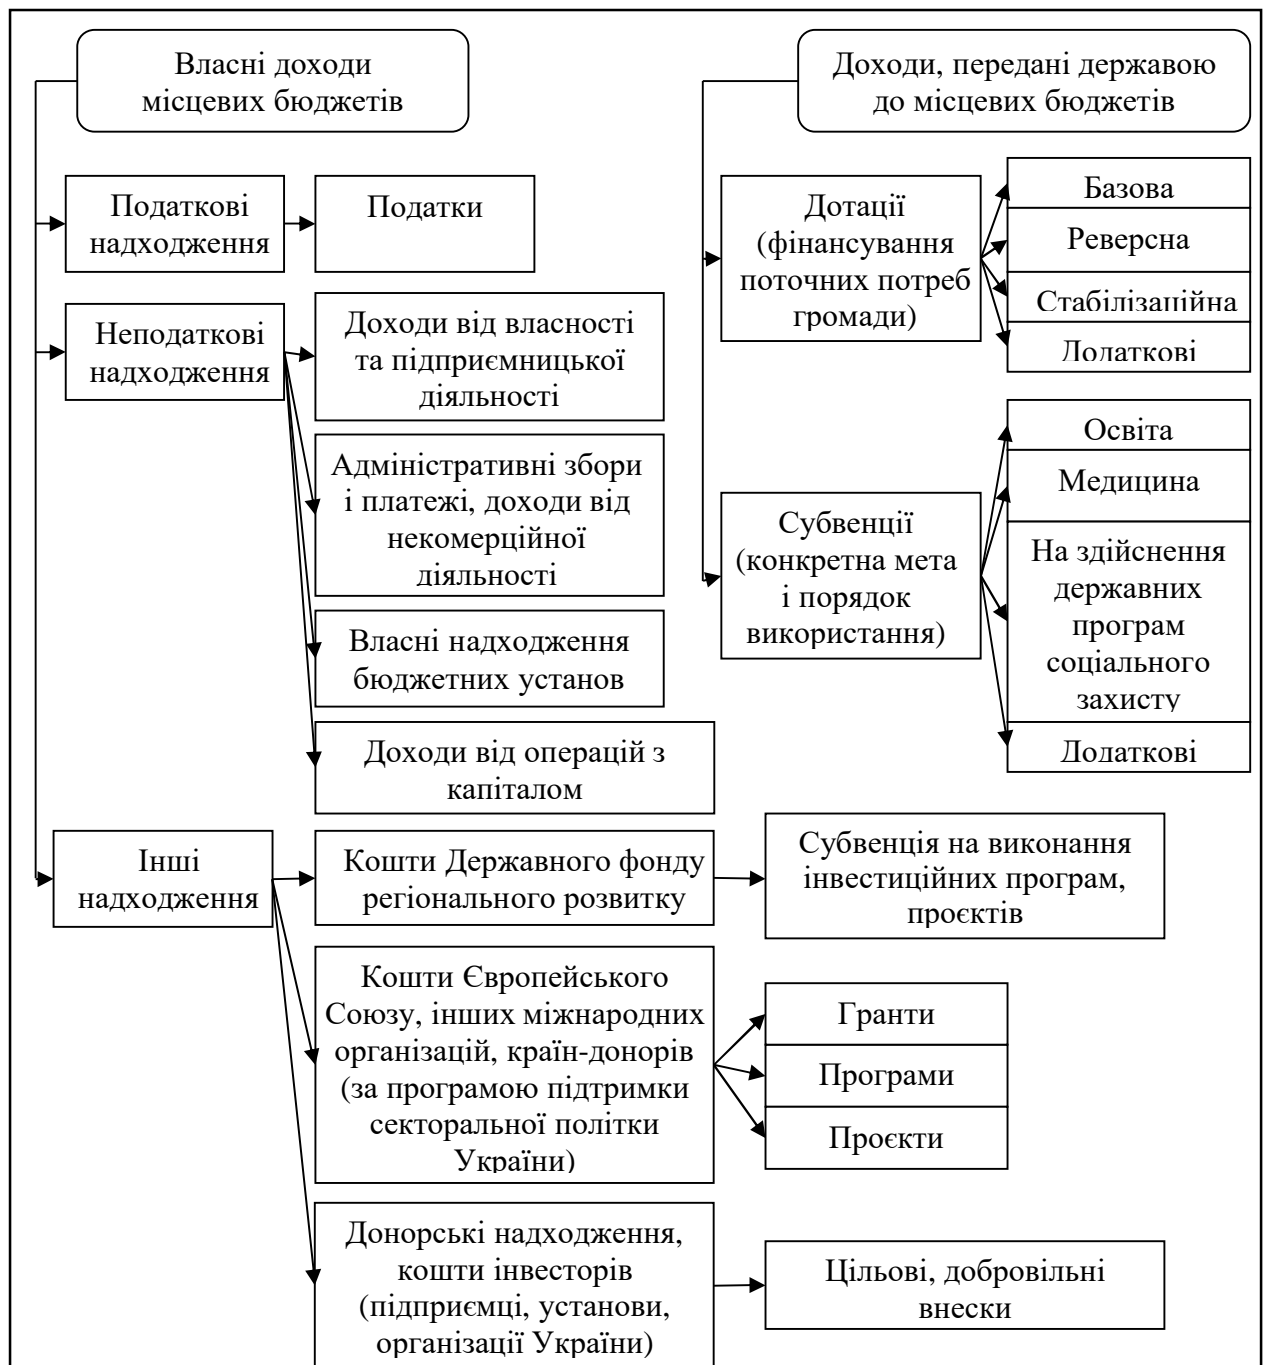 Власні доходи
місцевих бюджетів
Податкові
надходження
Податки
Неподаткові
надходження
Доходи від власності
та підприємницької
діяльності
Адміністративні збори
і платежі, доходи від
некомерційної
діяльності
Власні надходження
бюджетних установ
Доходи від операцій з
капіталом
Інші
надходження
Кошти Державного фонду
регіонального розвитку
Субвенція на виконання
інвестиційних програм,
проєктів
Кошти Європейського
Союзу, інших міжнародних
організацій, країн-донорів
(за програмою підтримки
секторальної політки
України)
Гранти
Програми
Проєкти
Донорські надходження,
кошти інвесторів
(підприємці, установи,
організації України)
Цільові, добровільні
внески
Доходи, передані державою
до місцевих бюджетів
Дотації
(фінансування
поточних потреб
громади)
Базова
Реверсна
Стабілізаційна
Додаткові
Субвенції
(конкретна мета
і порядок
використання)
Освіта
Медицина
На здійснення
державних
програм
соціального
захисту
Додаткові